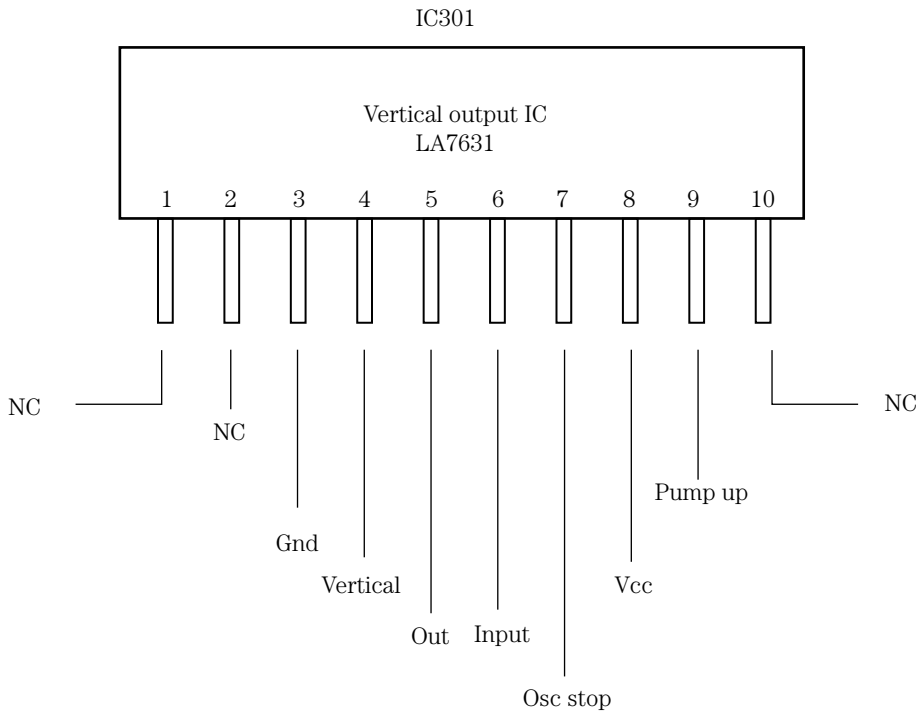 IC301
Vertical output IC
LA7631
1 2 3 4 5 6 7 8 9 10
NC
NC
NC
Pump up
Gnd
Vertical
Vcc
Out
Input
Osc stop